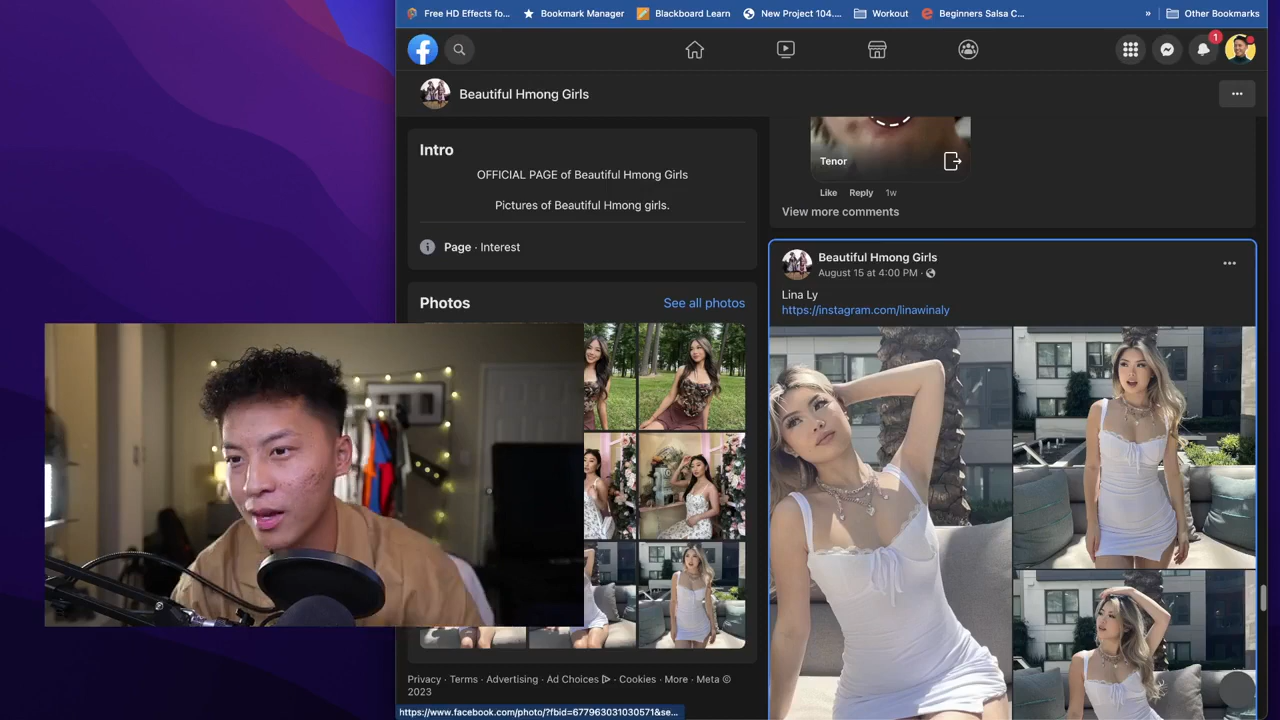 Free HD Effects fo...
Bookmark Manager
Blackboard Learn
New Project 104....
Workout
Beginners Salsa C...
»
Other Bookmarks
1
Beautiful Hmong Girls
Intro
OFFICIAL PAGE of Beautiful Hmong Girls
Pictures of Beautiful Hmong girls.
Page · Interest
Photos
See all photos
Privacy · Terms · Advertising · Ad Choices · Cookies · More · Meta ©
2023
https://www.facebook.com/photo/?fbid=677963031030571&se...
Tenor
Like Reply 1w
View more comments
Beautiful Hmong Girls
August 15 at 4:00 PM ·
Lina Ly
https://instagram.com/linawinaly